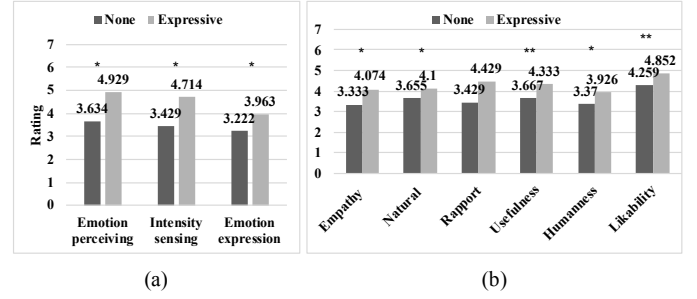 None Expressive
7
6
5
4
3
2
1
0
Rating
* * *
3.634 4.929 3.429 4.714 3.222 3.963
Emotion perceiving
Intensity sensing
Emotion expression
(a)
None Expressive
7
6
5
4
3
2
1
0
* * ** * **
3.333 4.074 3.655 4.1 3.429 4.429 3.667 4.333 3.37 3.926 4.259 4.852
Empathy
Natural
Rapport
Usefulness
Humanness
Likability
(b)